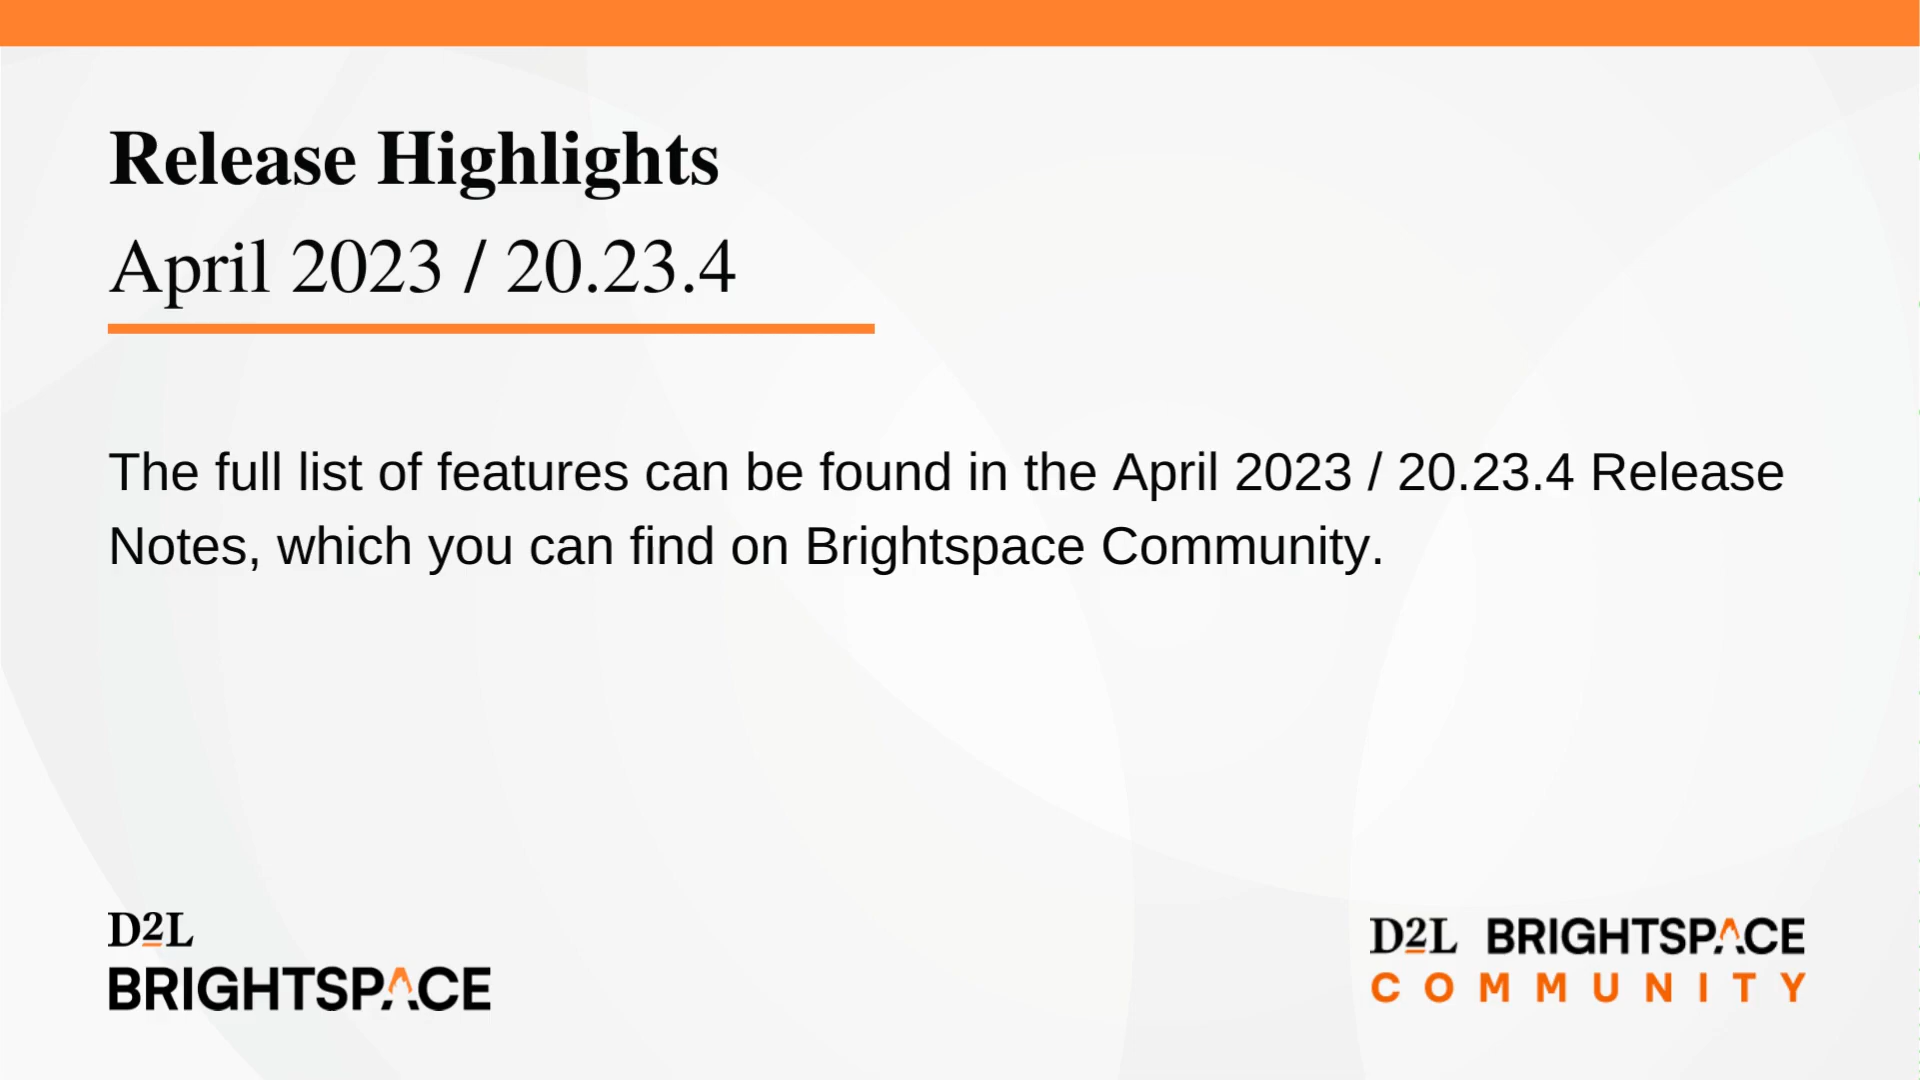 Release Highlights
April 2023 / 20.23.4
The full list of features can be found in the April 2023 / 20.23.4 Release
Notes, which you can find on Brightspace Community.
D2L
BRIGHTSPACE
D2L BRIGHTSPACE
COMMUNITY